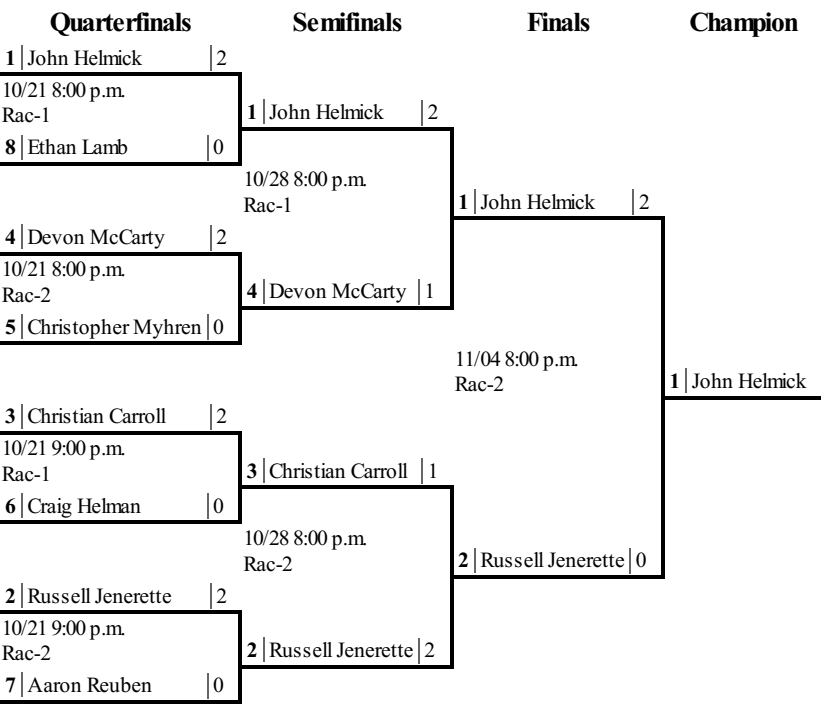 Quarterfinals Semifinals Finals Champion
1 John Helmick 2
10/21 8:00 p.m.
Rac-1
8 Ethan Lamb 0
4 Devon McCarty 2
10/21 8:00 p.m.
Rac-2
5 Christopher Myhren 0
3 Christian Carroll 2
10/21 9:00 p.m.
Rac-1
6 Craig Helman 0
2 Russell Jenerette 2
10/21 9:00 p.m.
Rac-2
7 Aaron Reuben 0
1 John Helmick 2
10/28 8:00 p.m.
Rac-1
4 Devon McCarty 1
3 Christian Carroll 1
10/28 8:00 p.m.
Rac-2
2 Russell Jenerette 2
1 John Helmick 2
11/04 8:00 p.m.
Rac-2
2 Russell Jenerette 0
1 John Helmick